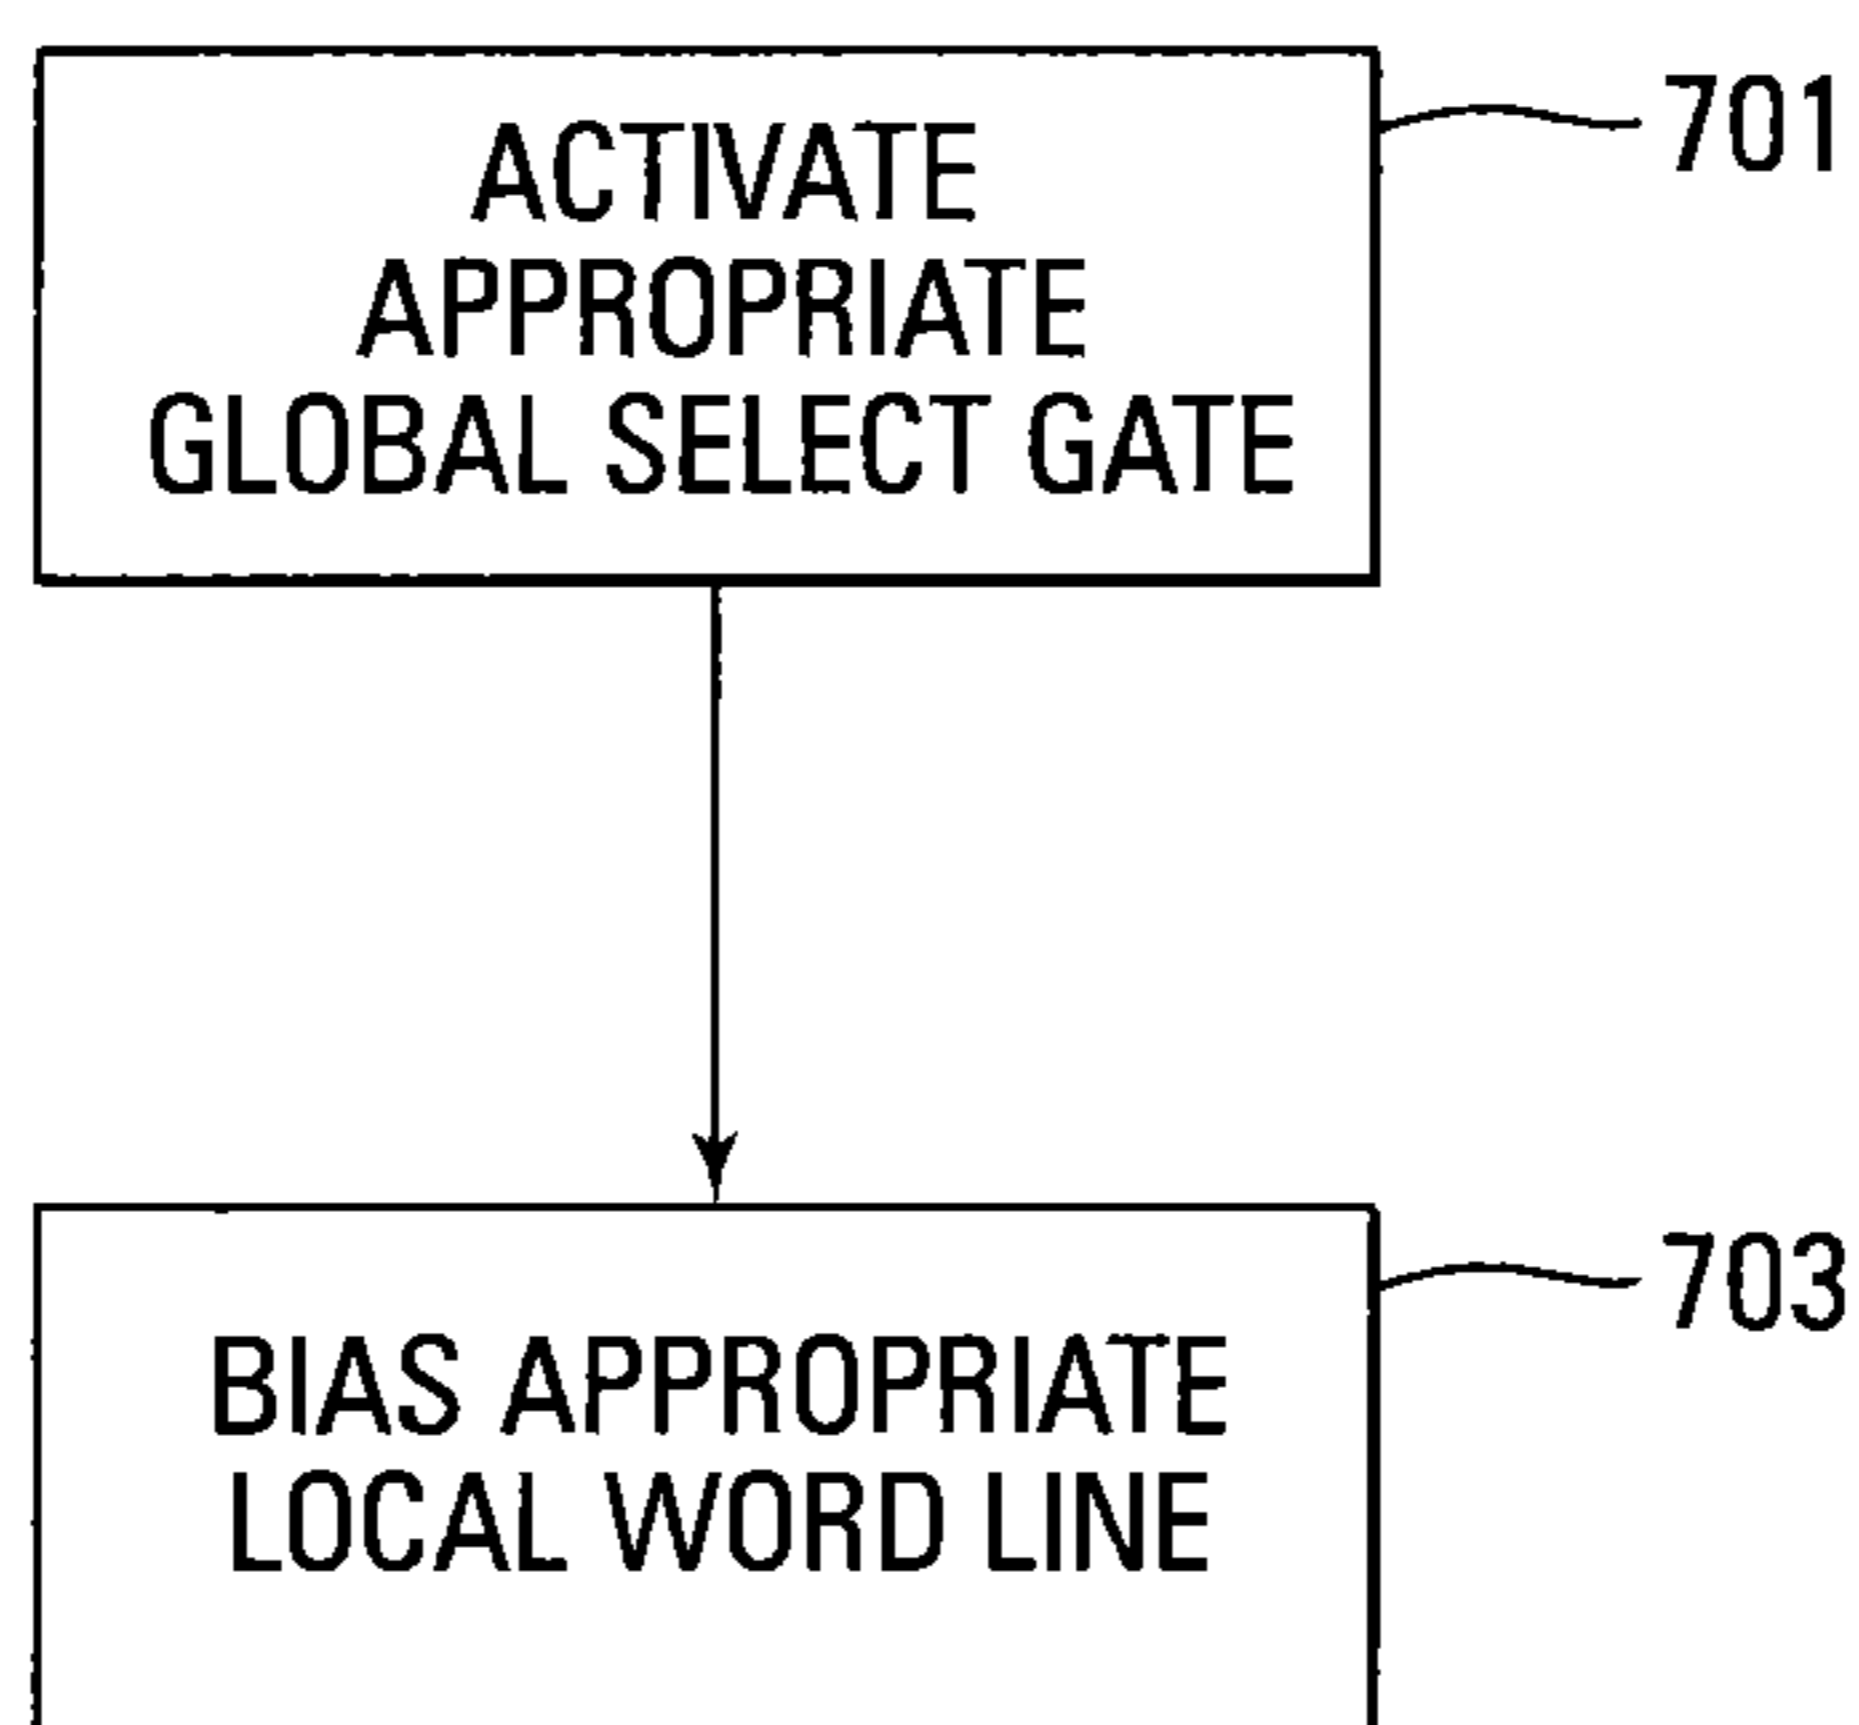 ACTIVATE
APPROPRIATE
GLOBAL SELECT GATE
701
BIAS APPROPRIATE
LOCAL WORD LINE
703